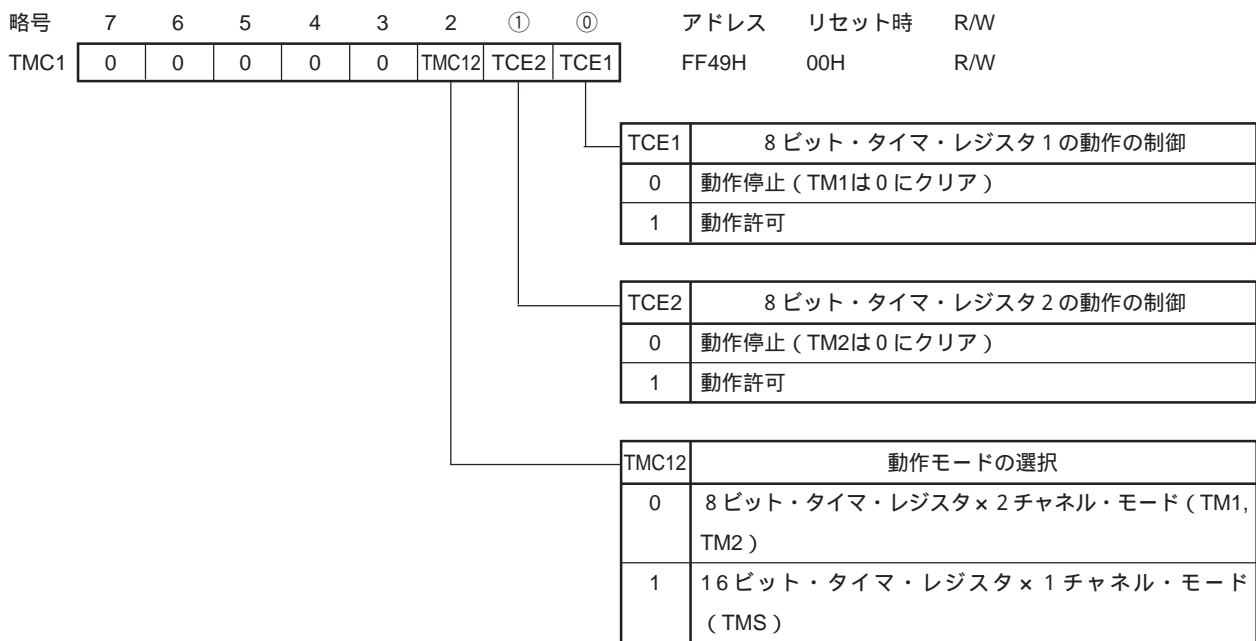 略号 7 6 5 4 3 2 ① ⓪ アドレス リセット時 R/W
TMC1 0 0 0 0 0 TMC12 TCE2 TCE1 FF49H 00H R/W
TCE1 8ビット・タイマ・レジスタ1の動作の制御
0 動作停止(TM1は0にクリア)
1 動作許可
TCE2 8ビット・タイマ・レジスタ2の動作の制御
0 動作停止(TM2は0にクリア)
1 動作許可
TMC12 動作モードの選択
0 8ビット・タイマ・レジスタ×2チャネル・モード(TM1,
TM2)
1 16ビット・タイマ・レジスタ×1チャネル・モード
(TMS)